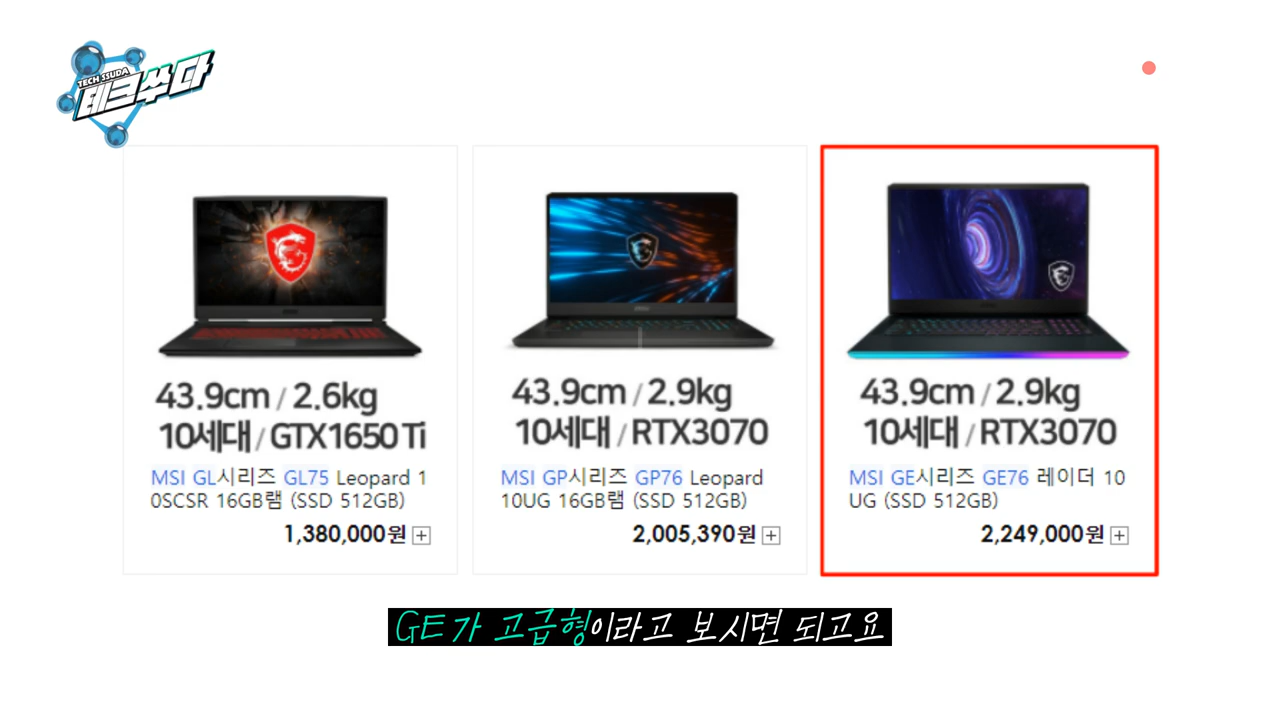 TECH SSUDA
테크쑤다
43.9cm / 2.6kg
10세대 / GTX1650 Ti
MSI GL시리즈 GL75 Leopard 1
0SCSR 16GB램 (SSD 512GB)
1,380,000원
43.9cm / 2.9kg
10세대 / RTX3070
MSI GP시리즈 GP76 Leopard
10UG 16GB램 (SSD 512GB)
2,005,390원
43.9cm / 2.9kg
10세대 / RTX3070
MSI GE시리즈 GE76 레이더 10
UG (SSD 512GB)
2,249,000원
GE가 고급형이라고 보시면 되고요